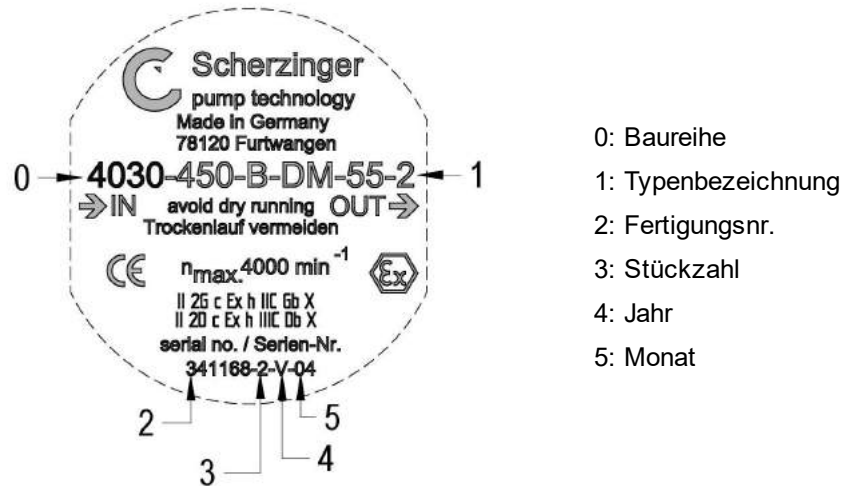 Scherzinger
pump technology
Made in Germany
78120 Furtwangen
0 4030-450-B-DM-55-2 1
IN avoid dry running OUT
Trockenlauf vermeiden
CE nmax. 4000 min -1 Ex
II 2G c Ex h IIC Gb X
II 2D c Ex h IIIC Db X
serial no. / Serien-Nr.
341168-2-V-04
2 5
3 4
0: Baureihe
1: Typenbezeichnung
2: Fertigungsnr.
3: Stückzahl
4: Jahr
5: Monat